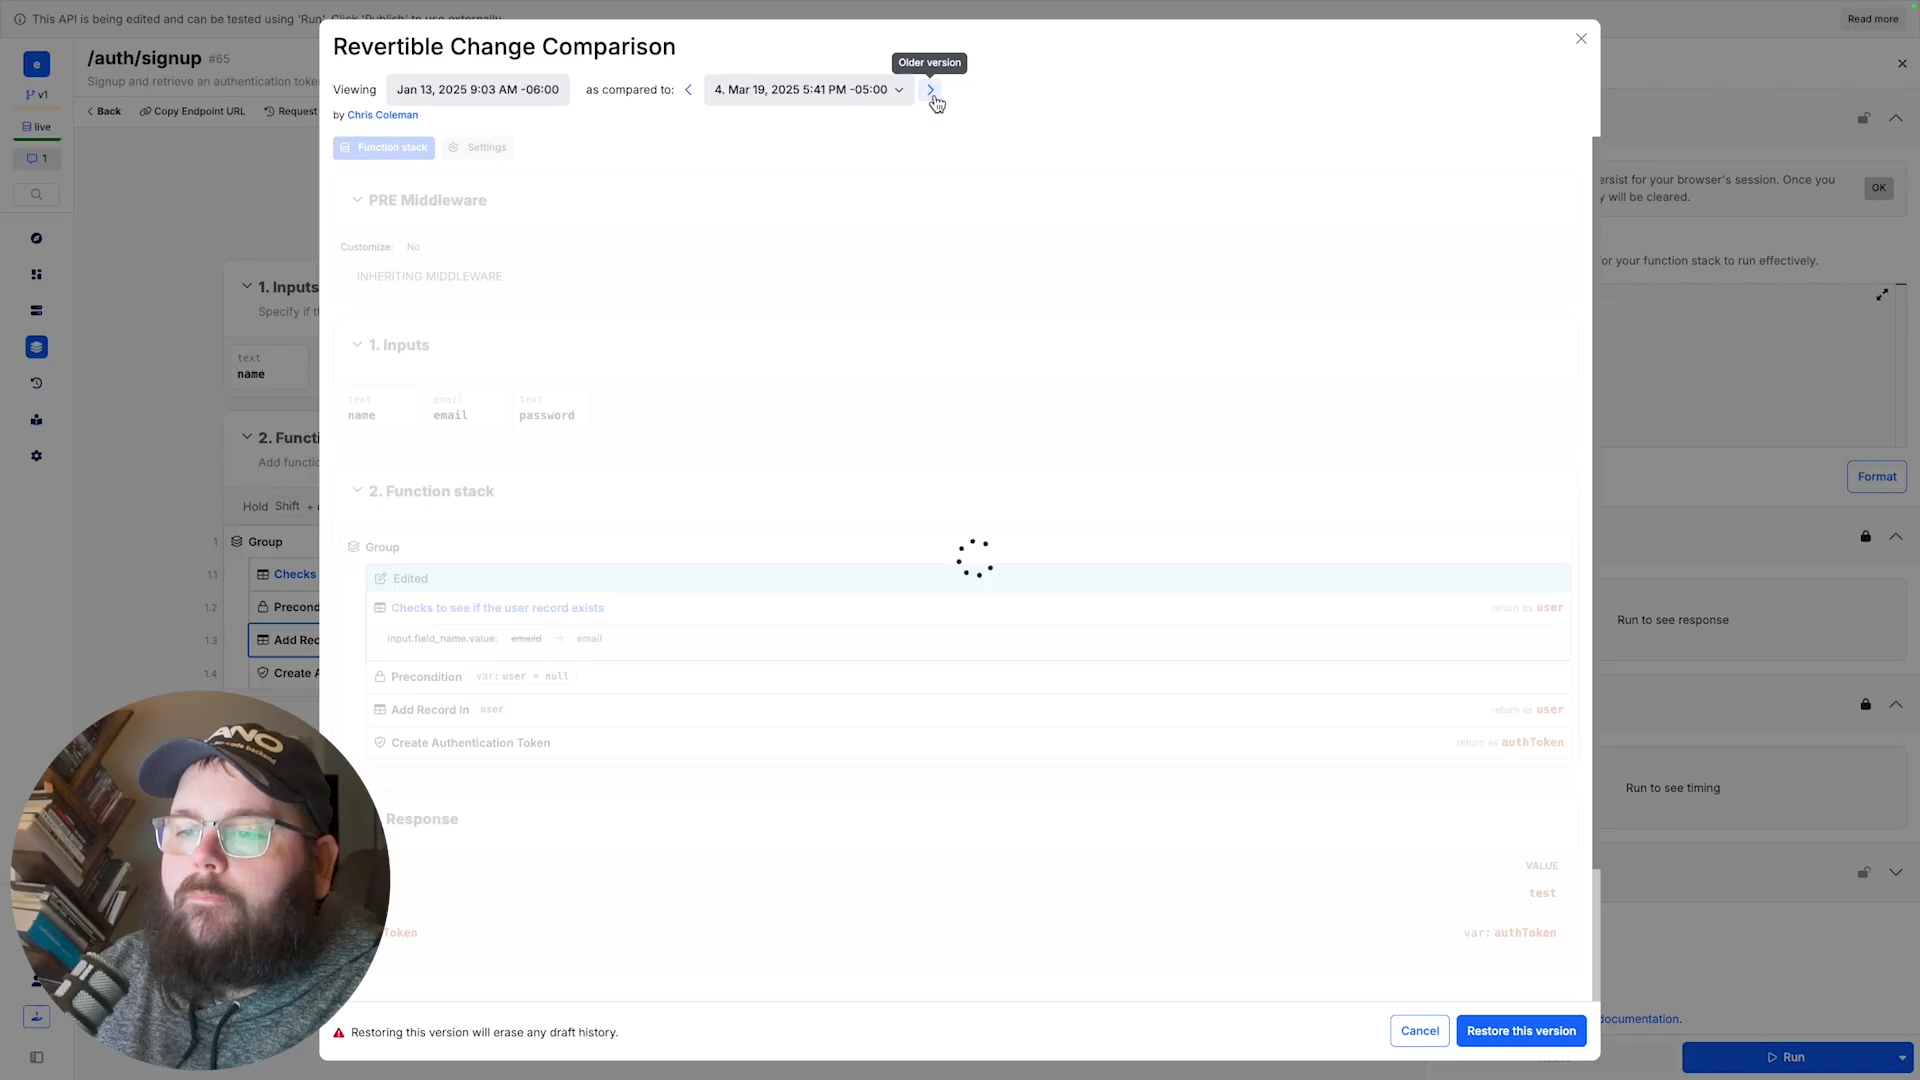 This API is being edited and can be tested using 'Run'. Click 'Publish' to use externally.
Read more
/auth/signup #65
Signup and retrieve an authentication toke
v1
live
1
Back
Copy Endpoint URL
Request
1. Inputs
Specify if t
text
name
2. Functi
Add functio
Hold Shift +
1
Group
1.1
Checks
1.2
Precond
1.3
Add Rec
1.4
Create A
Revertible Change Comparison
Older version
Viewing
Jan 13, 2025 9:03 AM -06:00
as compared to:
4. Mar 19, 2025 5:41 PM -05:00
by Chris Coleman
Function stack
Settings
PRE Middleware
Customize: No
INHERITING MIDDLEWARE
1. Inputs
text
name
email
email
text
password
2. Function stack
Group
Edited
Checks to see if the user record exists
return as user
input.field_name.value: emaild → email
Precondition var: user = null
Add Record In user
return as user
Create Authentication Token
return as authToken
Response
VALUE
test
Token
var: authToken
Restoring this version will erase any draft history.
Cancel
Restore this version
ersist for your browser's session. Once you
y will be cleared.
OK
or your function stack to run effectively.
Format
Run to see response
Run to see timing
documentation.
Run
ANO